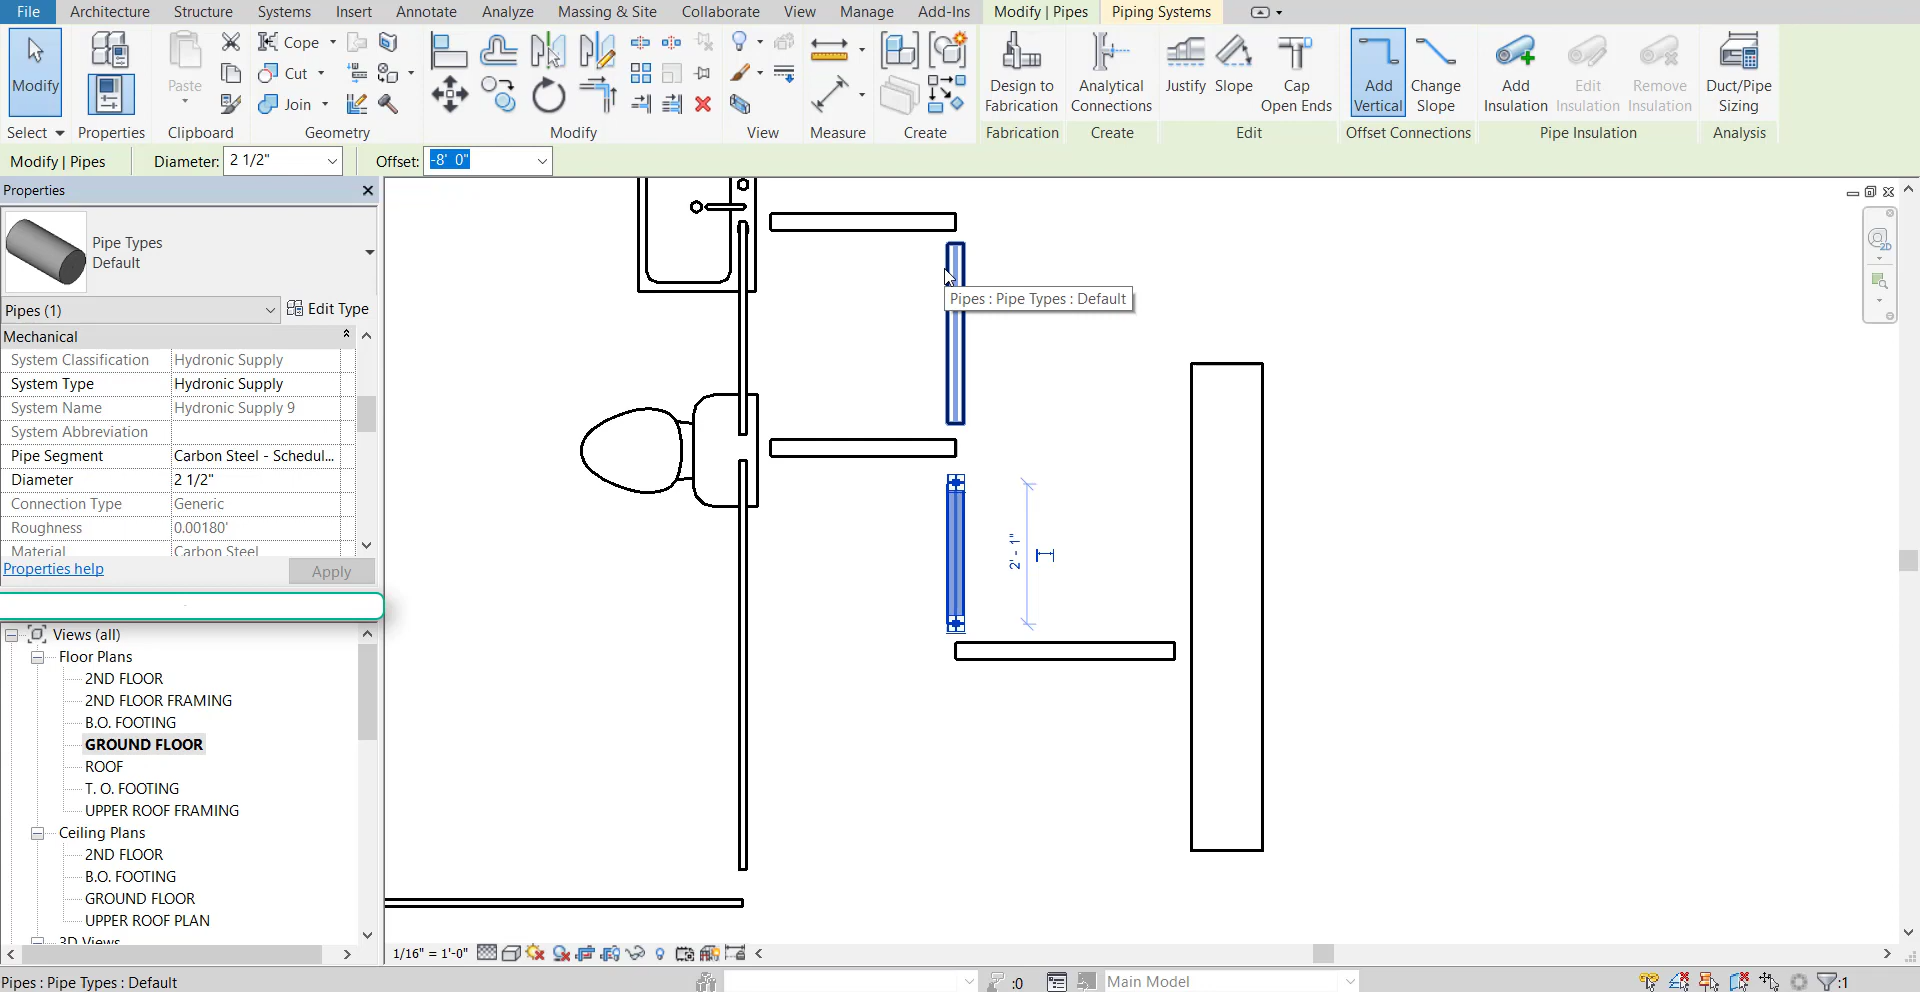 File Architecture Structure Systems Insert Annotate Analyze Massing & Site Collaborate View Manage Add-Ins Modify | Pipes Piping Systems
Modify
Paste
Cope
Cut
Join
Design to Fabrication
Analytical Connections
Justify
Slope
Cap Open Ends
Add Vertical
Change Slope
Add Insulation
Edit Insulation
Remove Insulation
Duct/Pipe Sizing
Select Properties Clipboard Geometry Modify View Measure Create Fabrication Create Edit Offset Connections Pipe Insulation Analysis
Modify | Pipes Diameter: 2 1/2" Offset: -8' 0"
Properties
Pipe Types
Default
Pipes (1) Edit Type
Mechanical
System Classification Hydronic Supply
System Type Hydronic Supply
System Name Hydronic Supply 9
System Abbreviation
Pipe Segment Carbon Steel - Schedul...
Diameter 2 1/2"
Connection Type Generic
Roughness 0.00180'
Material Carbon Steel
Properties help Apply
Views (all)
Floor Plans
2ND FLOOR
2ND FLOOR FRAMING
B.O. FOOTING
GROUND FLOOR
ROOF
T. O. FOOTING
UPPER ROOF FRAMING
Ceiling Plans
2ND FLOOR
B.O. FOOTING
GROUND FLOOR
UPPER ROOF PLAN
3D Views
2D
Pipes : Pipe Types : Default
2' - 1"
1/16" = 1'-0"
Pipes : Pipe Types : Default :0 Main Model :1